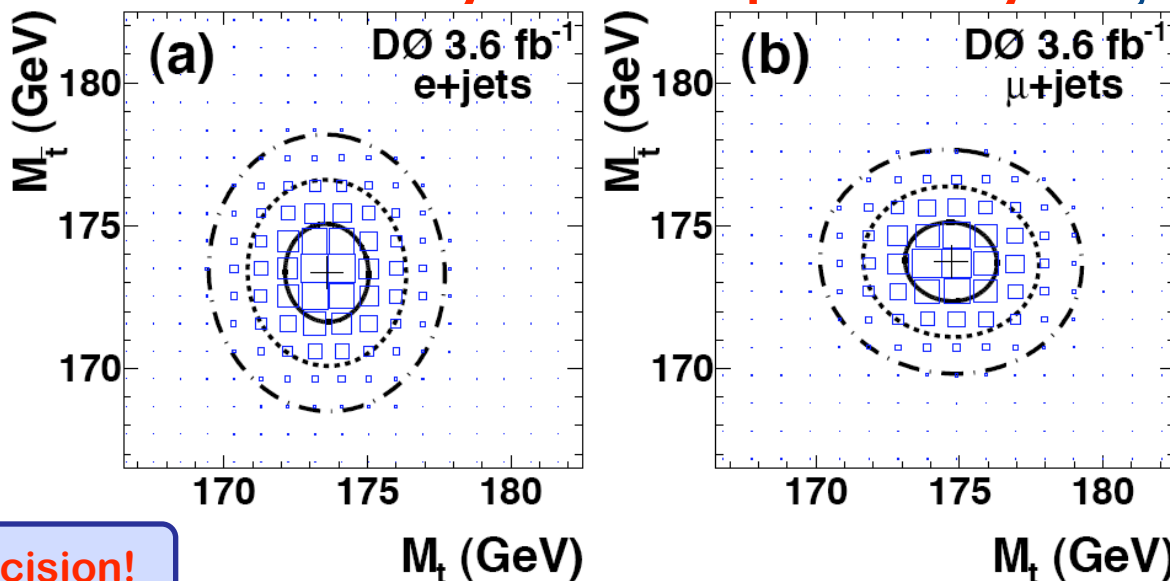 (a)
DØ 3.6 fb⁻¹
e+jets
M_t̄ (GeV)
180
175
170
170 175 180
M_t (GeV)
(b)
DØ 3.6 fb⁻¹
μ+jets
M_t̄ (GeV)
180
175
170
170 175 180
M_t (GeV)
cision!